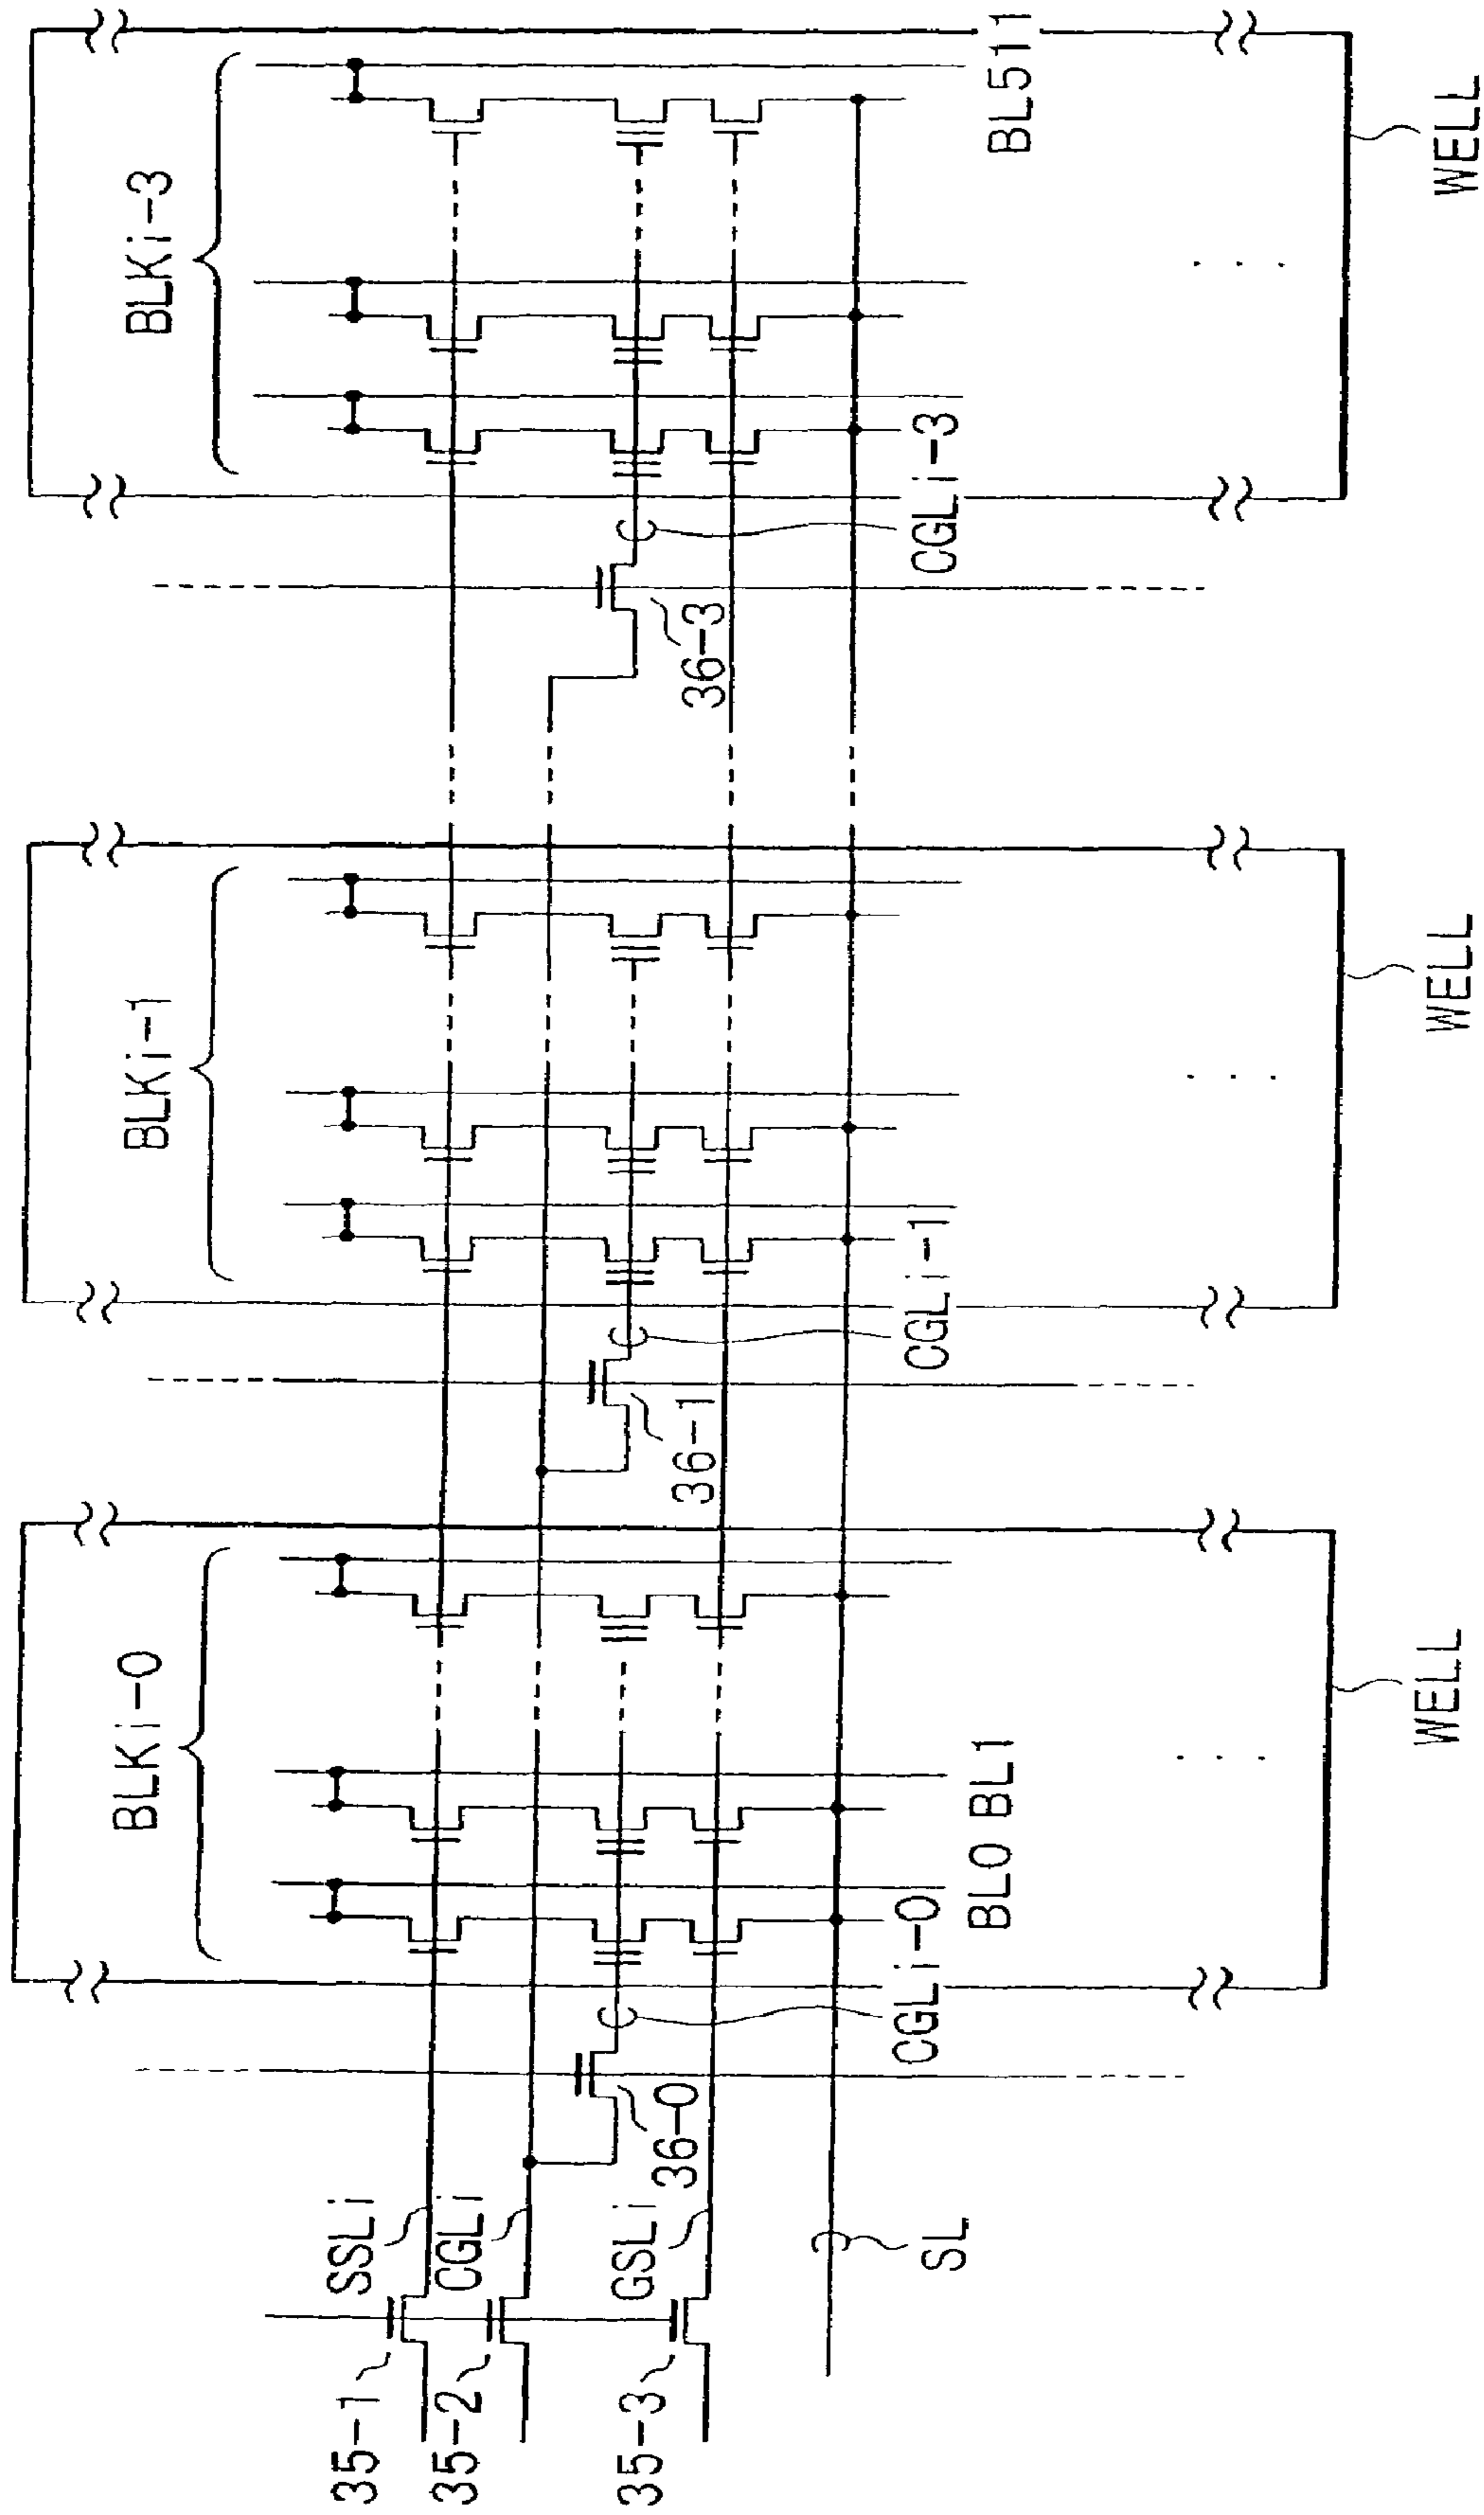 BLKi-0
BLKi-1
BLKi-3
35-1
SSLi
35-2
CGLi
36-0
36-1
36-3
35-3
GSLi
SL
CGLi-0
CGLi-1
CGLi-3
BL0 BL1
BL511
WELL
WELL
WELL